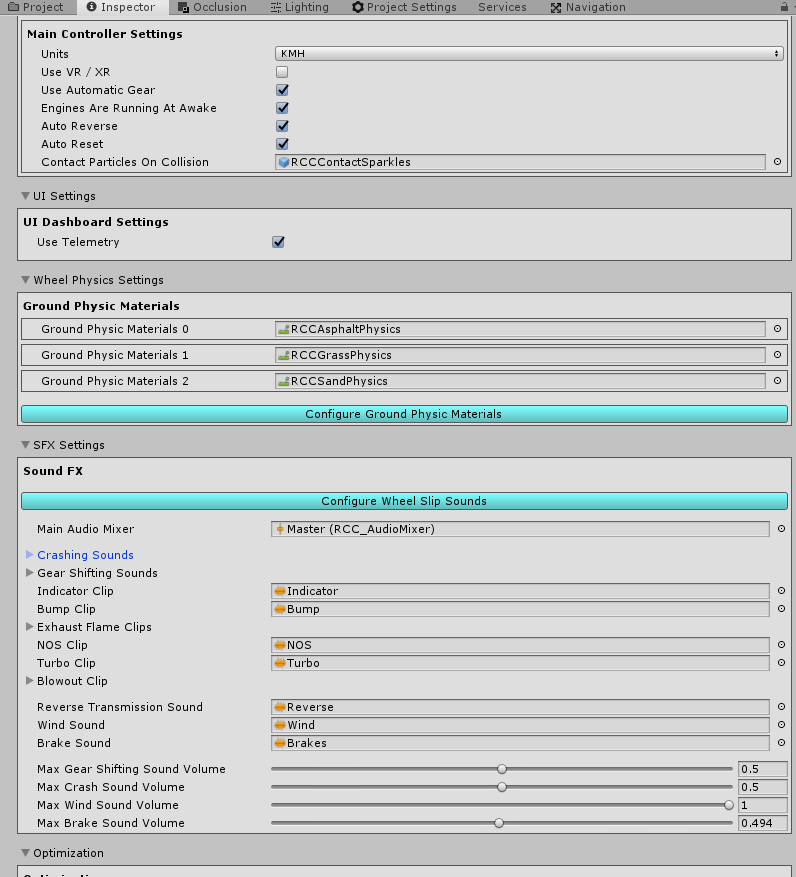 Project Inspector Occlusion Lighting Project Settings Services Navigation
Main Controller Settings
Units KMH
Use VR / XR
Use Automatic Gear
Engines Are Running At Awake
Auto Reverse
Auto Reset
Contact Particles On Collision RCCContactSparkles
UI Settings
UI Dashboard Settings
Use Telemetry
Wheel Physics Settings
Ground Physic Materials
Ground Physic Materials 0 RCCAsphaltPhysics
Ground Physic Materials 1 RCCGrassPhysics
Ground Physic Materials 2 RCCSandPhysics
Configure Ground Physic Materials
SFX Settings
Sound FX
Configure Wheel Slip Sounds
Main Audio Mixer Master (RCC_AudioMixer)
Crashing Sounds
Gear Shifting Sounds
Indicator Clip Indicator
Bump Clip Bump
Exhaust Flame Clips
NOS Clip NOS
Turbo Clip Turbo
Blowout Clip
Reverse Transmission Sound Reverse
Wind Sound Wind
Brake Sound Brakes
Max Gear Shifting Sound Volume 0.5
Max Crash Sound Volume 0.5
Max Wind Sound Volume 1
Max Brake Sound Volume 0.494
Optimization